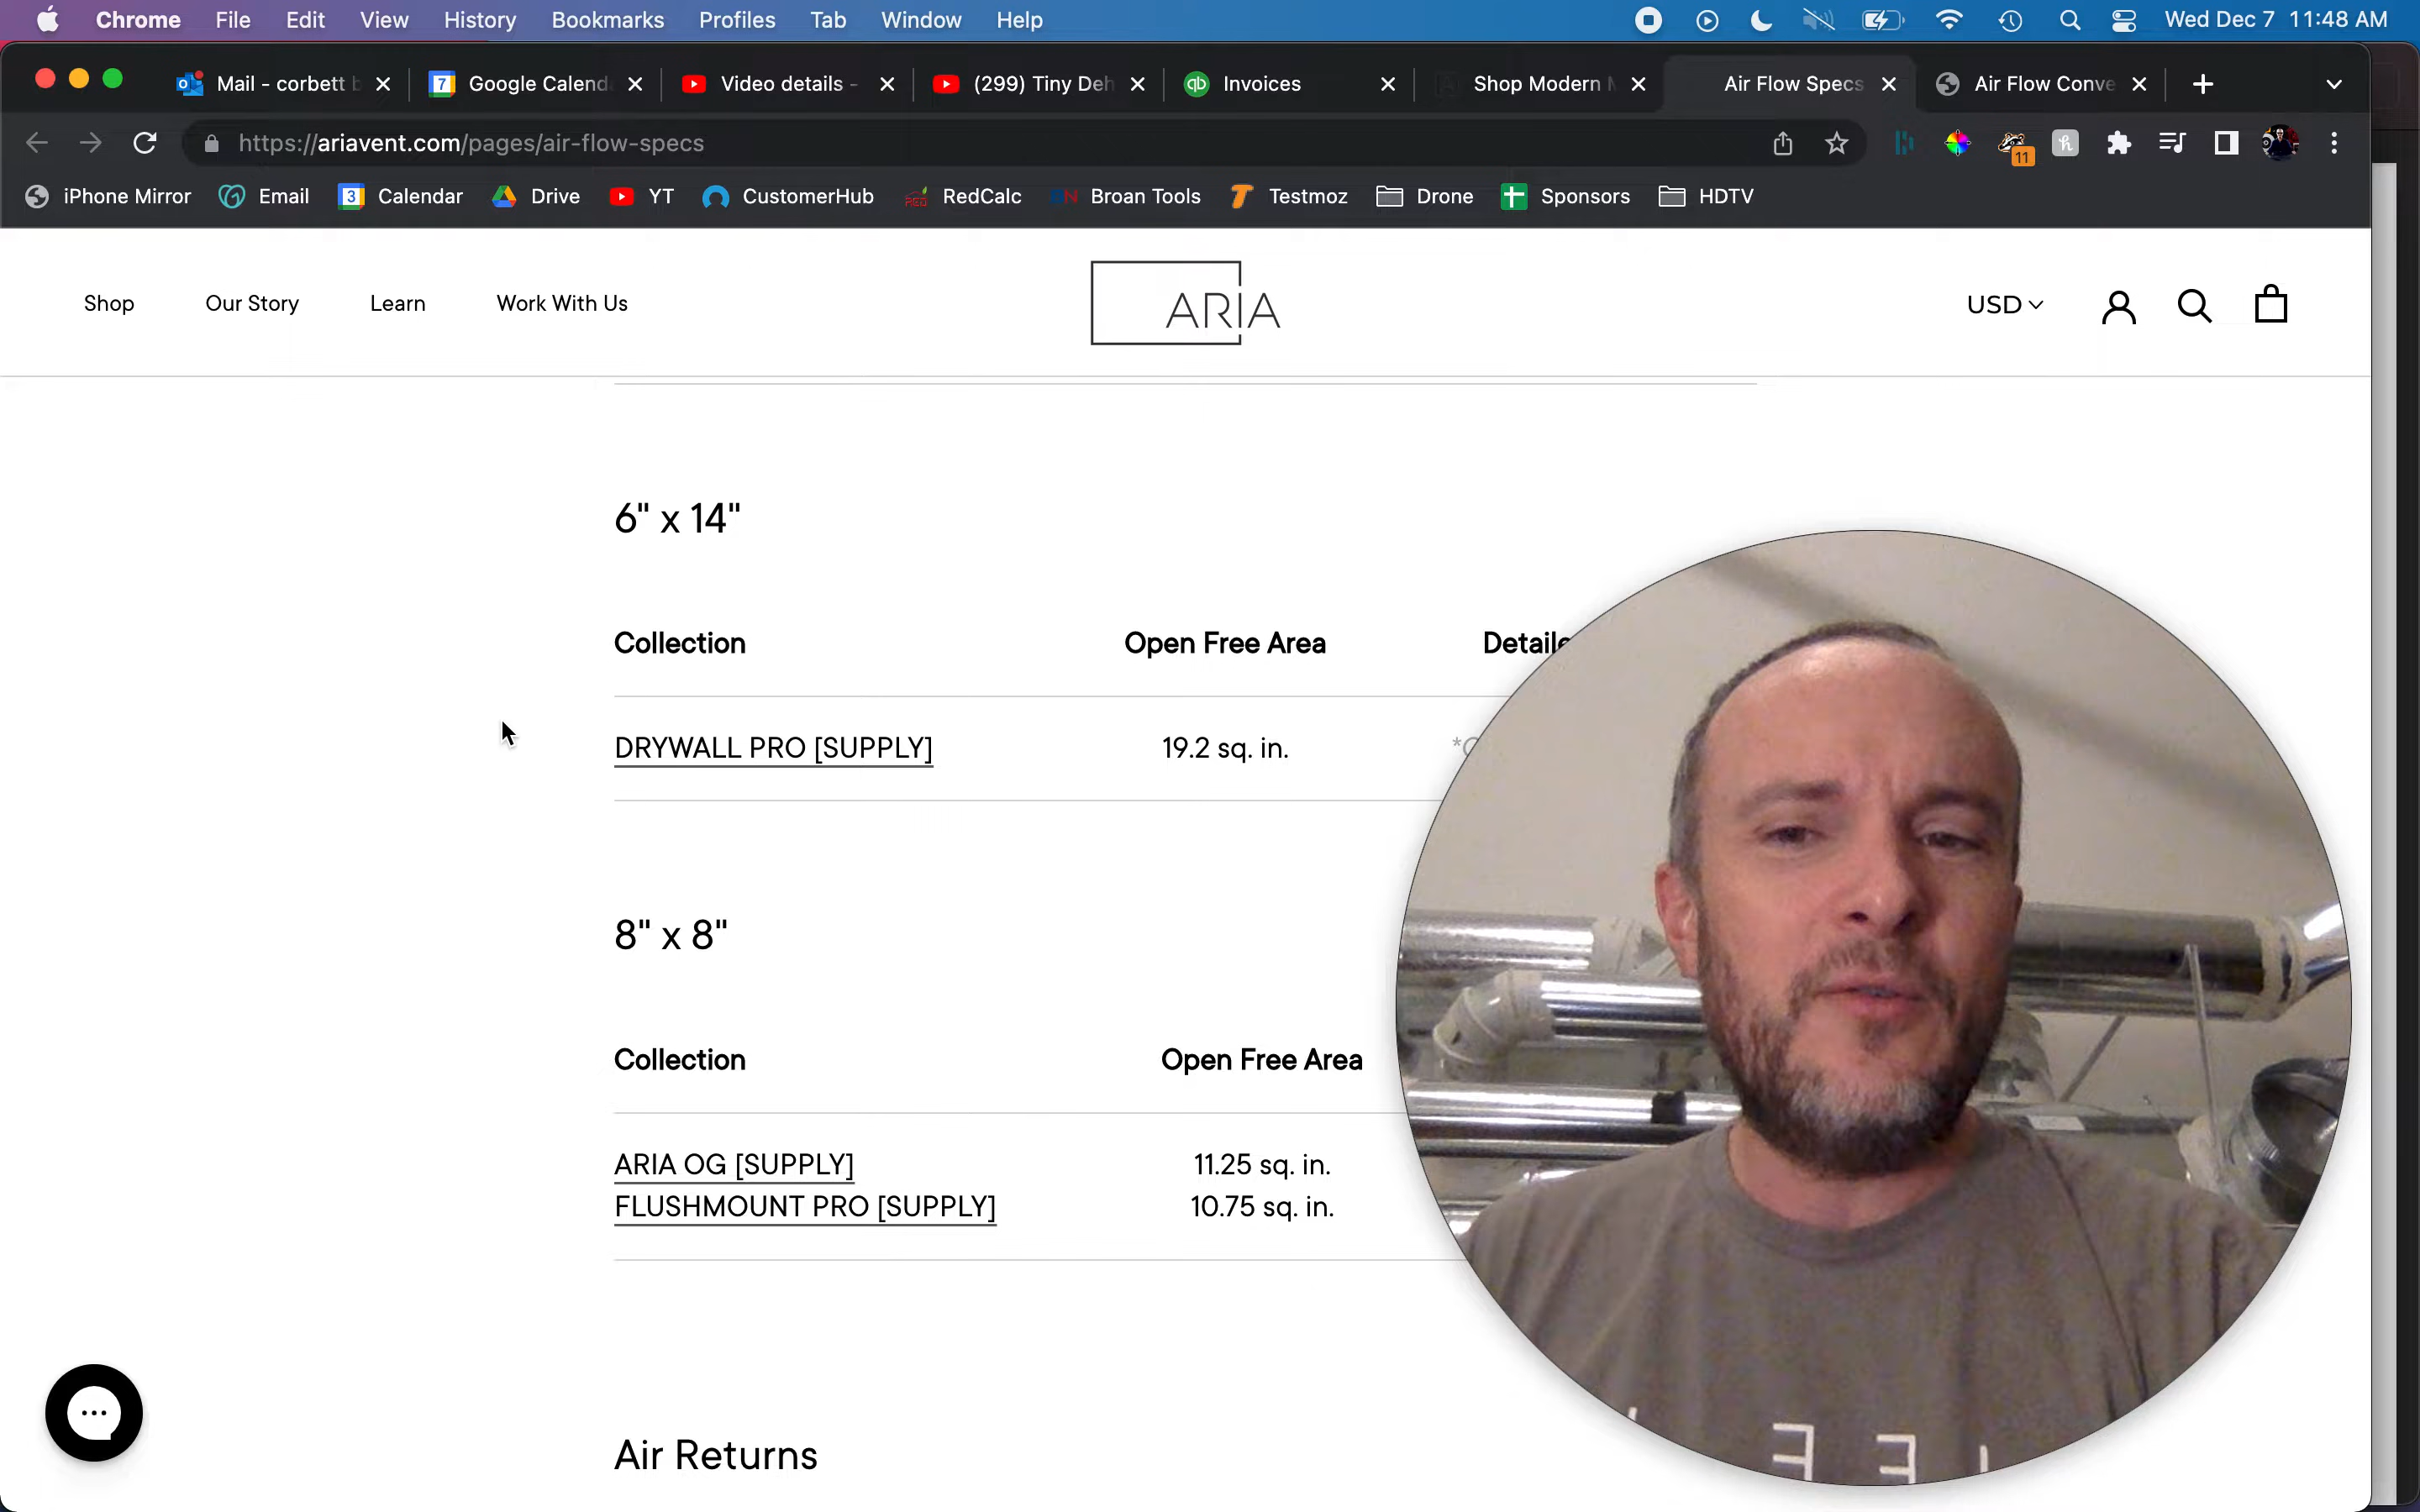 Chrome File Edit View History Bookmarks Profiles Tab Window Help Wed Dec 7 11:48 AM
Mail - corbett b Google Calend 7 Video details - (299) Tiny Deh qb Invoices Shop Modern Air Flow Specs Air Flow Conve
https://ariavent.com/pages/air-flow-specs 11
iPhone Mirror Email 3 Calendar Drive YT CustomerHub RedCalc Broan Tools Testmoz Drone Sponsors HDTV
Shop Our Story Learn Work With Us ARIA USD
6" x 14"
Collection Open Free Area Detaile
DRYWALL PRO [SUPPLY] 19.2 sq. in.
8" x 8"
Collection Open Free Area
ARIA OG [SUPPLY] 11.25 sq. in.
FLUSHMOUNT PRO [SUPPLY] 10.75 sq. in.
Air Returns